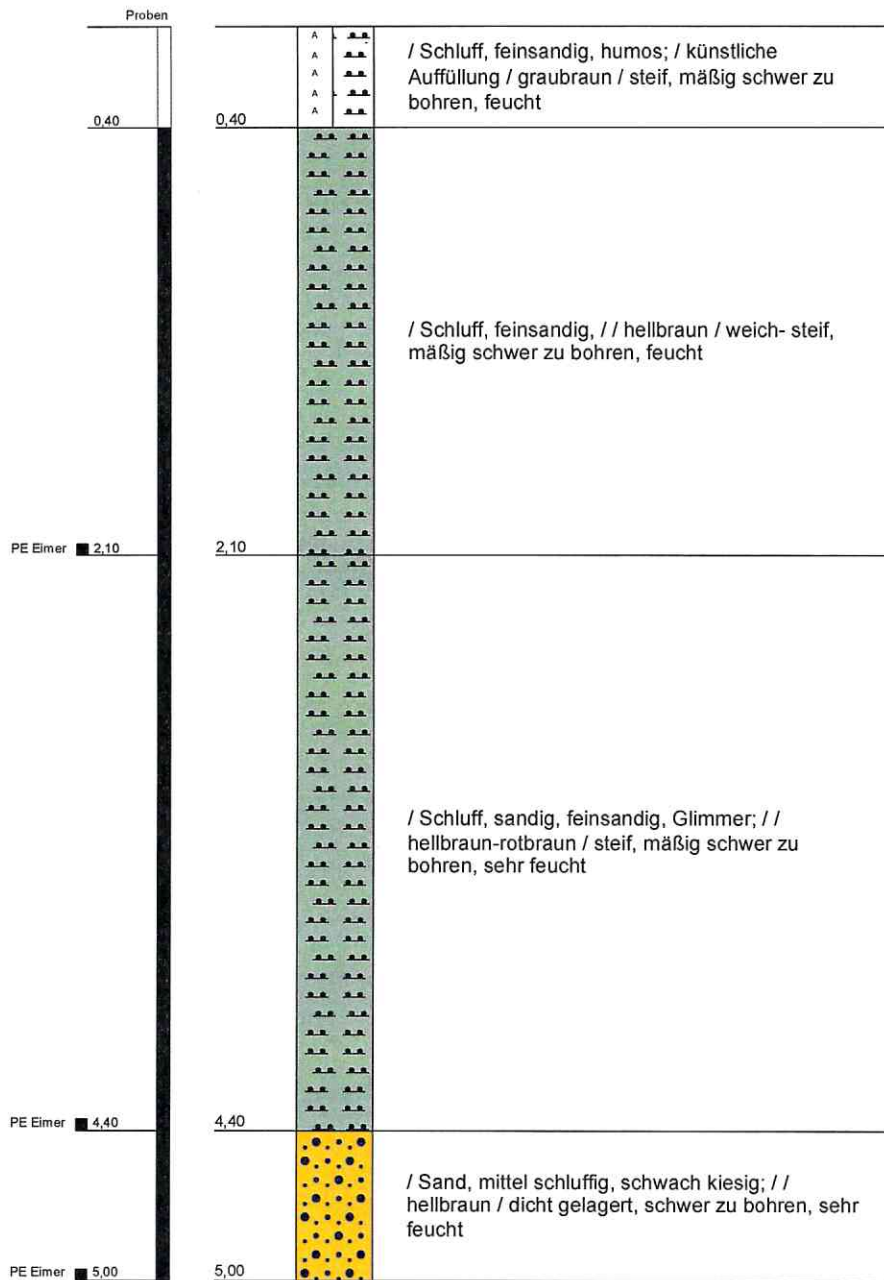 Proben
A
A
A
A
A
/ Schluff, feinsandig, humos; / künstliche
Auffüllung / graubraun / steif, mäßig schwer zu
bohren, feucht
0,40 0,40
/ Schluff, feinsandig, / / hellbraun / weich- steif,
mäßig schwer zu bohren, feucht
PE Eimer 2,10 2,10
/ Schluff, sandig, feinsandig, Glimmer; / /
hellbraun-rotbraun / steif, mäßig schwer zu
bohren, sehr feucht
PE Eimer 4,40 4,40
/ Sand, mittel schluffig, schwach kiesig; / /
hellbraun / dicht gelagert, schwer zu bohren, sehr
feucht
PE Eimer 5,00 5,00